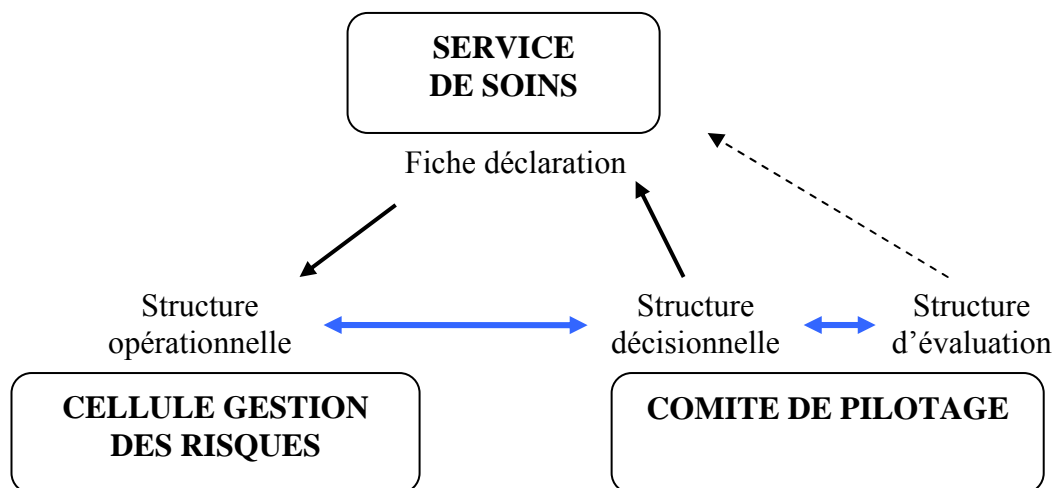 SERVICE
DE SOINS
Fiche déclaration
Structure
opérationnelle
Structure
décisionnelle
Structure
d’évaluation
CELLULE GESTION
DES RISQUES
COMITE DE PILOTAGE